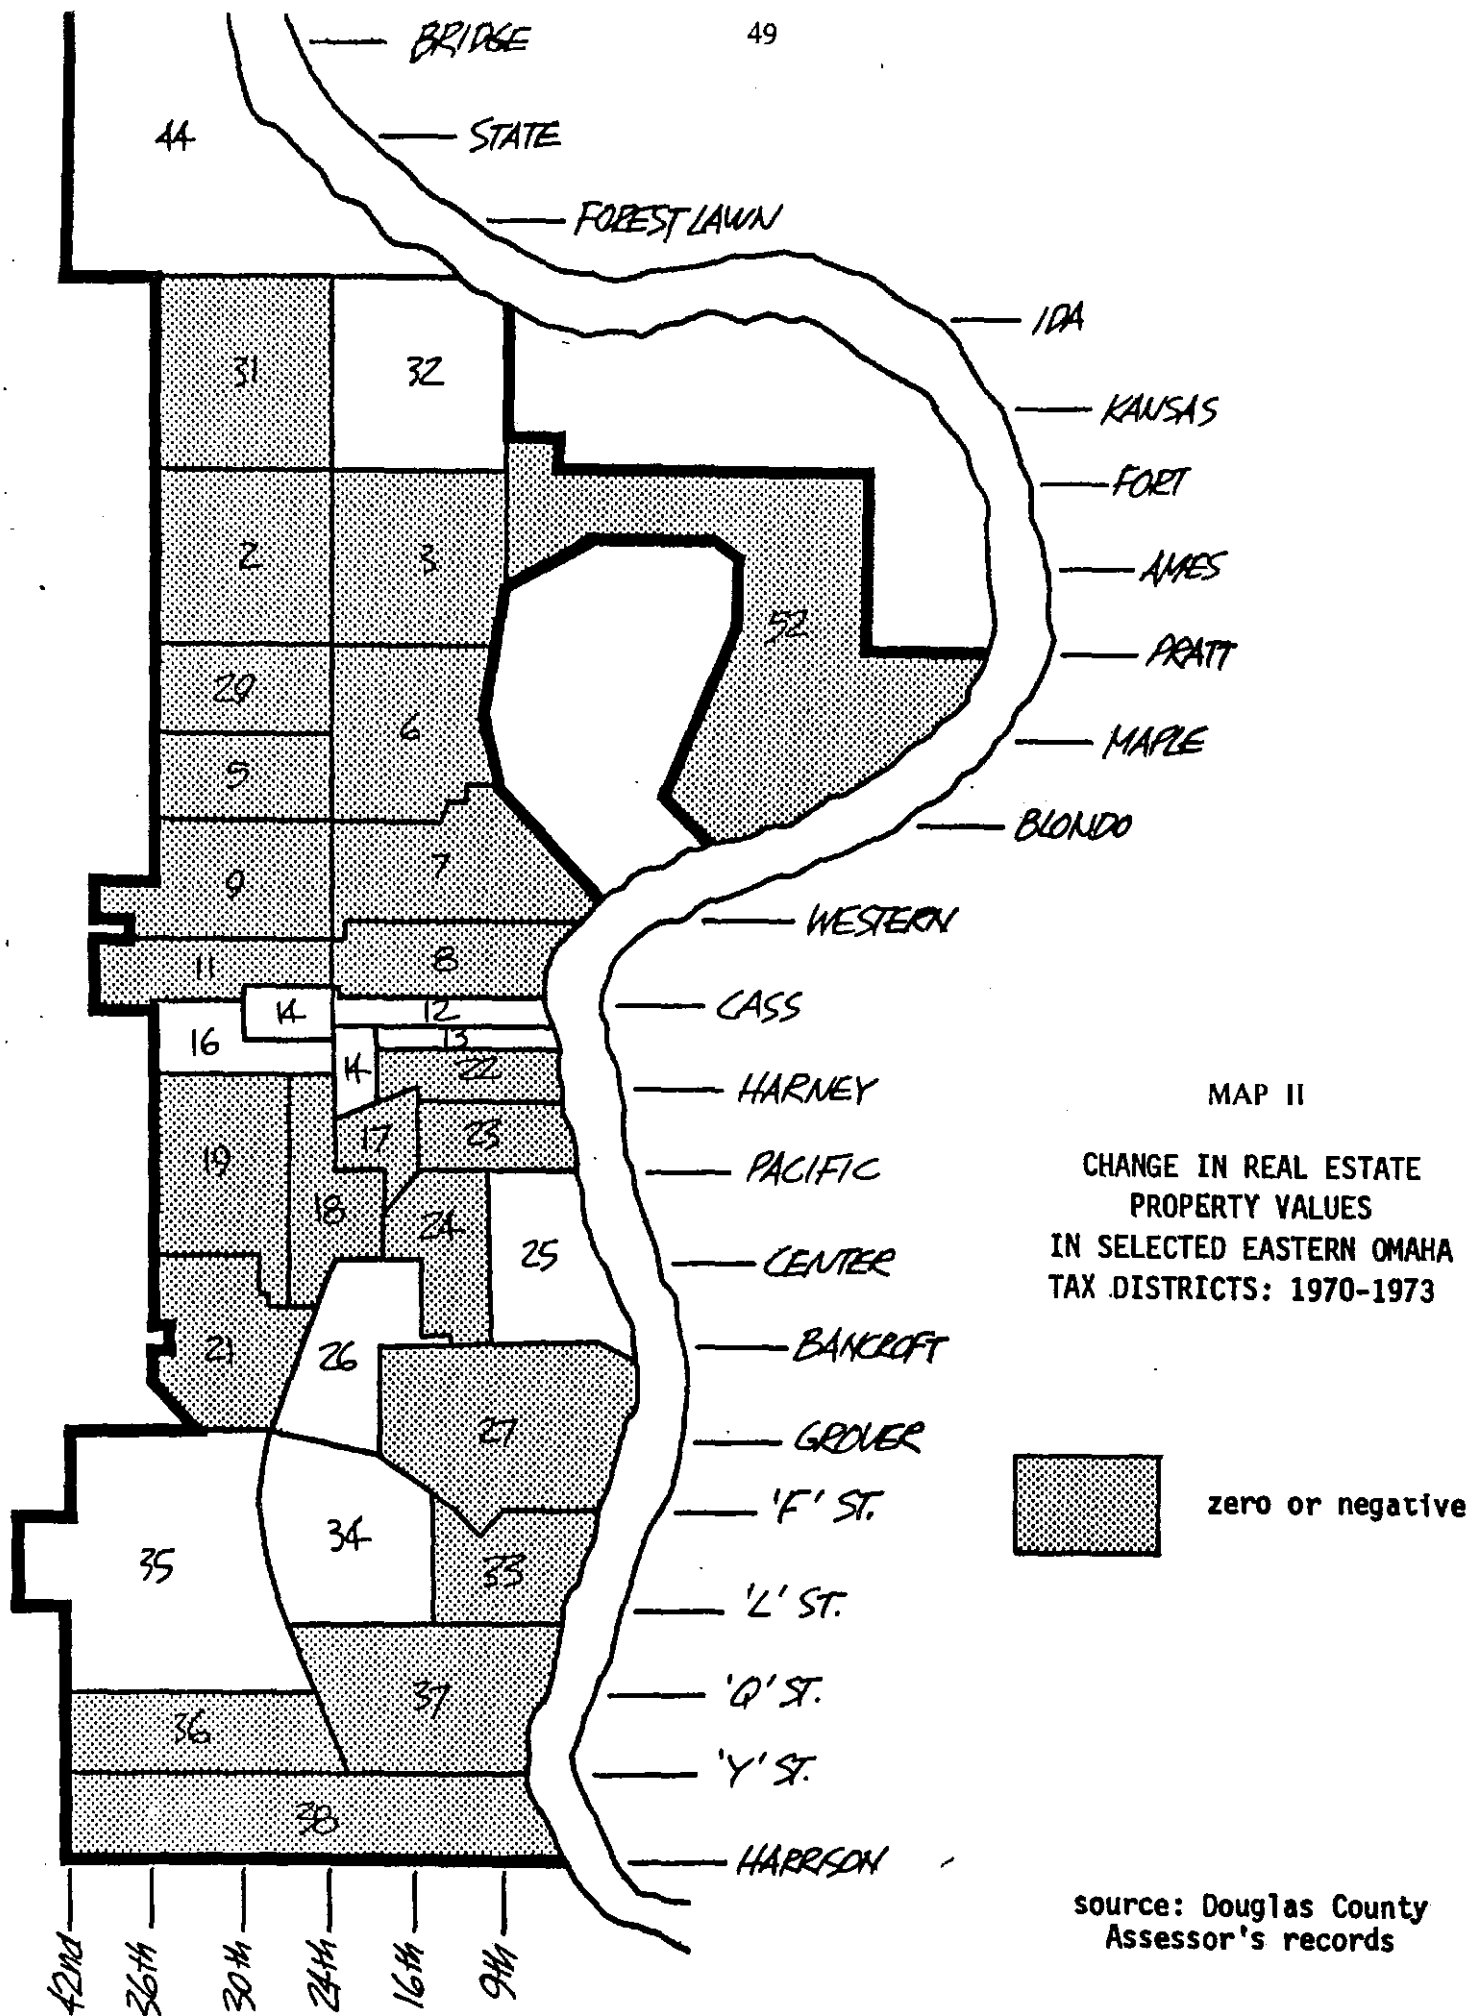 49
BRIDGE
STATE
44
FOREST LAWN
IDA
31
32
KANSAS
FORT
2
3
AMES
52
PRATT
29
6
MAPLE
5
BLONDO
7
9
WESTERN
8
11
CASS
14
12
13
16
14
22
HARNEY
MAP II
17
23
19
PACIFIC
CHANGE IN REAL ESTATE
PROPERTY VALUES
IN SELECTED EASTERN OMAHA
TAX DISTRICTS: 1970-1973
18
24
25
CENTER
21
26
BANCROFT
27
GROVER
'F' ST.
zero or negative
34
35
33
'L' ST.
37
'Q' ST.
36
'Y' ST.
38
HARRISON
source: Douglas County
Assessor's records
42nd
36th
30th
24th
16th
9th